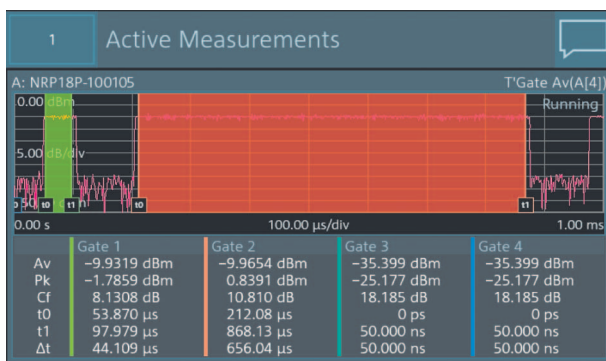 1 Active Measurements
A: NRP18P-100105 T'Gate Av(A[4])
0.00 dBm Running
5.00 dB/div
t0 t1 t0 t1
0.00 s 100.00 µs/div 1.00 ms
Gate 1 Gate 2 Gate 3 Gate 4
Av -9.9319 dBm -9.9654 dBm -35.399 dBm -35.399 dBm
Pk -1.7859 dBm 0.8391 dBm -25.177 dBm -25.177 dBm
Cf 8.1308 dB 10.810 dB 18.185 dB 18.185 dB
t0 53.870 µs 212.08 µs 0 ps 0 ps
t1 97.979 µs 868.13 µs 50.000 ns 50.000 ns
Δt 44.109 µs 656.04 µs 50.000 ns 50.000 ns